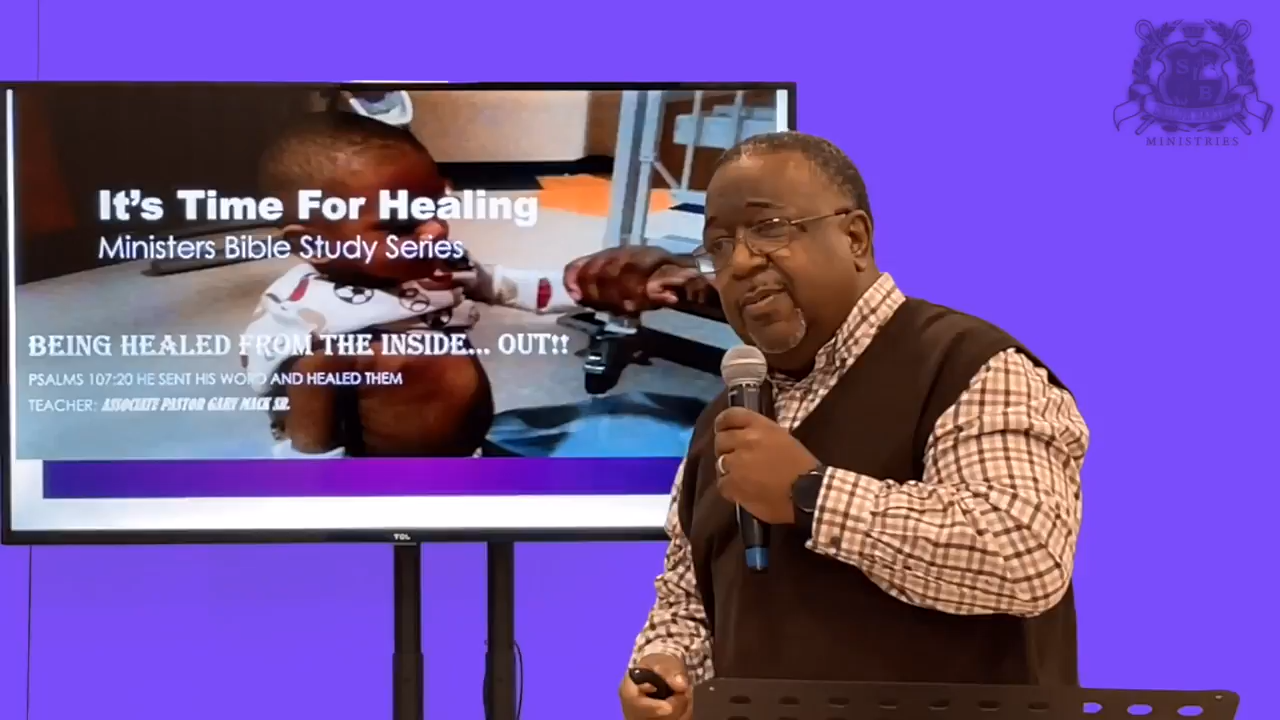 It's Time For Healing
Ministers Bible Study Series
BEING HEALED FROM THE INSIDE... OUT!!
PSALMS 107:20 HE SENT HIS WORD AND HEALED THEM
TEACHER: ASSOCIATE PASTOR GARY MACK SR.
TCL
S
B
MINISTRIES